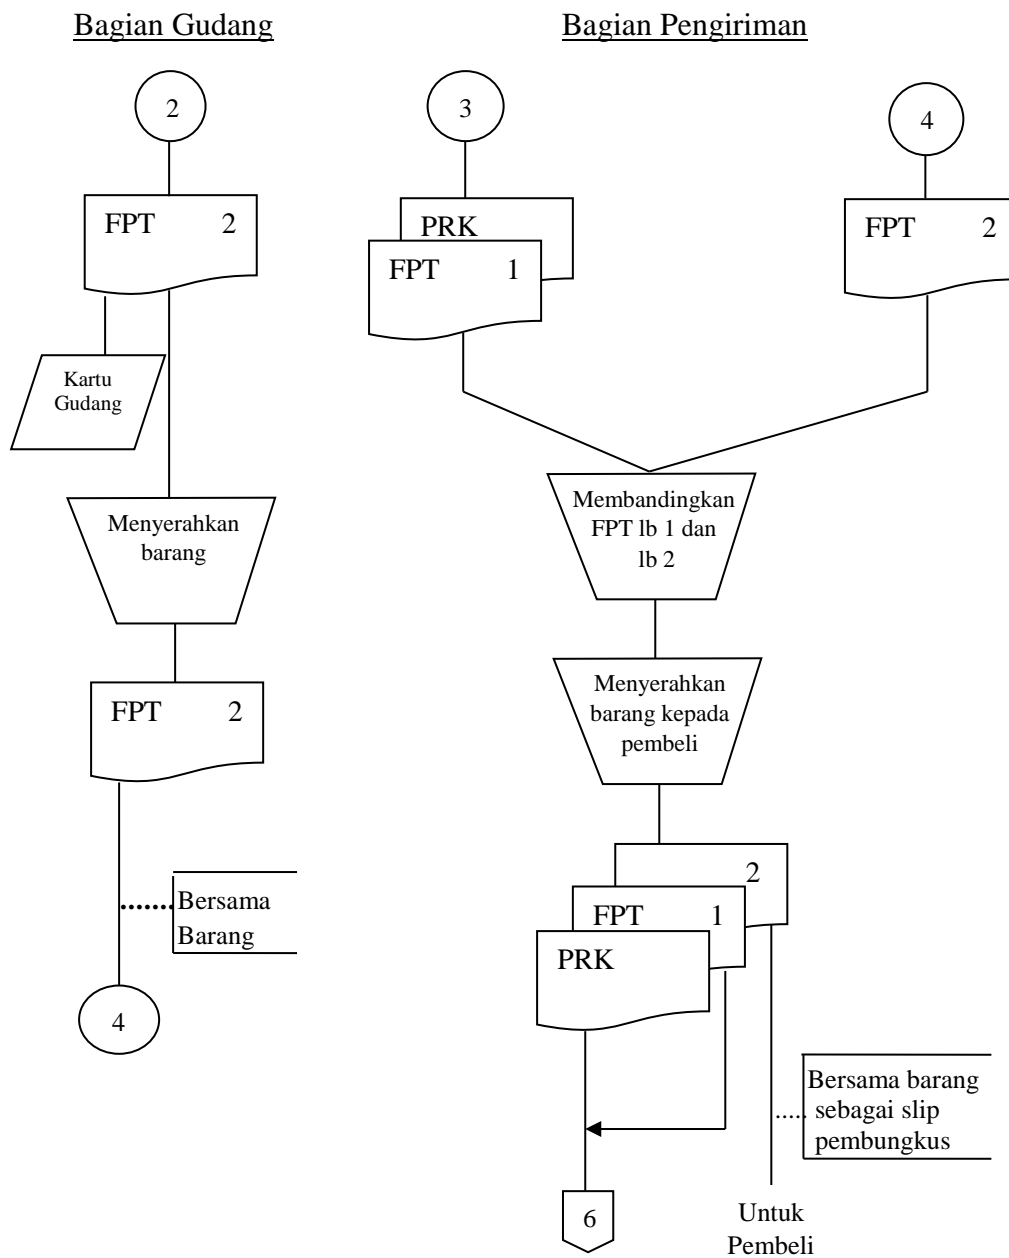 Bagian Gudang
2
FPT 2
Kartu
Gudang
Menyerahkan
barang
FPT 2
Bersama
Barang
4
Bagian Pengiriman
3
4
PRK
FPT 1
FPT 2
Membandingkan
FPT lb 1 dan
lb 2
Menyerahkan
barang kepada
pembeli
2
FPT 1
PRK
Bersama barang
sebagai slip
pembungkus
6
Untuk
Pembeli